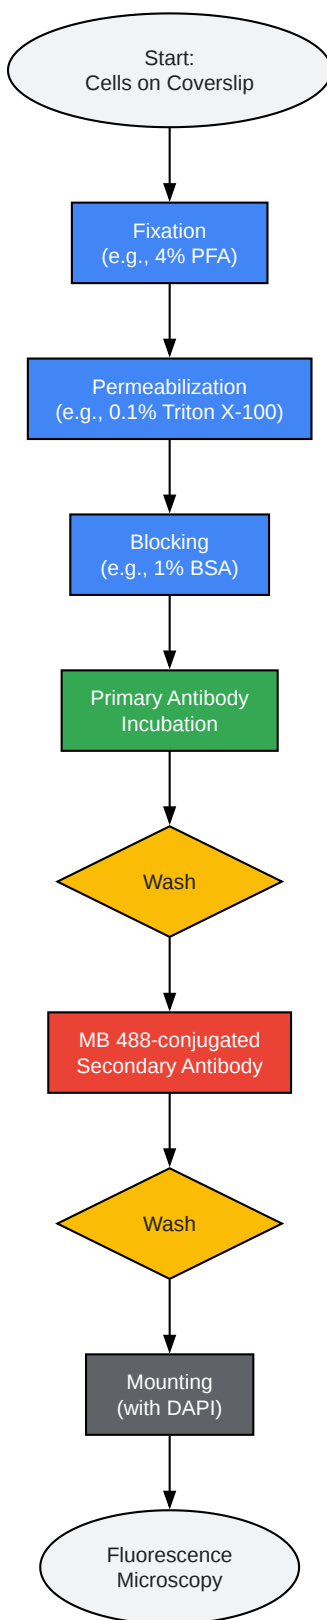 Start:
Cells on Coverslip
Fixation
(e.g., 4% PFA)
Permeabilization
(e.g., 0.1% Triton X-100)
Blocking
(e.g., 1% BSA)
Primary Antibody
Incubation
Wash
MB 488-conjugated
Secondary Antibody
Wash
Mounting
(with DAPI)
Fluorescence
Microscopy